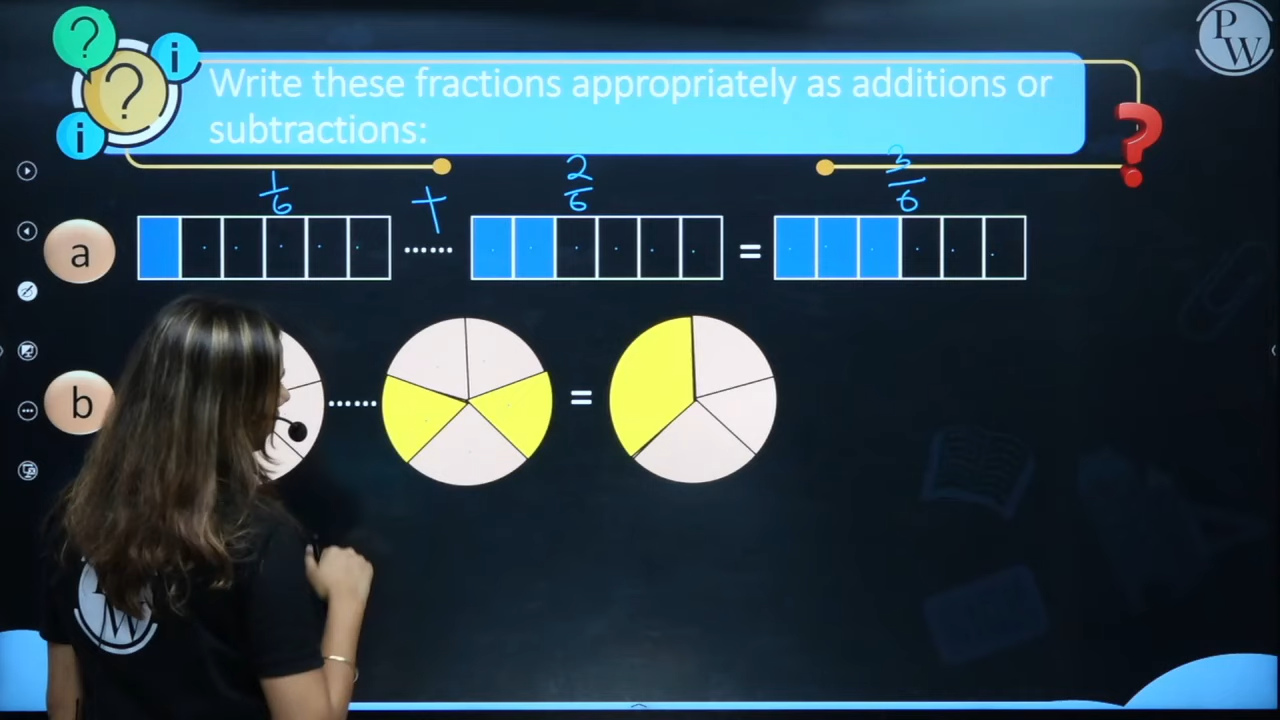 PW
Write these fractions appropriately as additions or
subtractions:
1/6 + 2/6 3/6
a ...... =
b ...... =